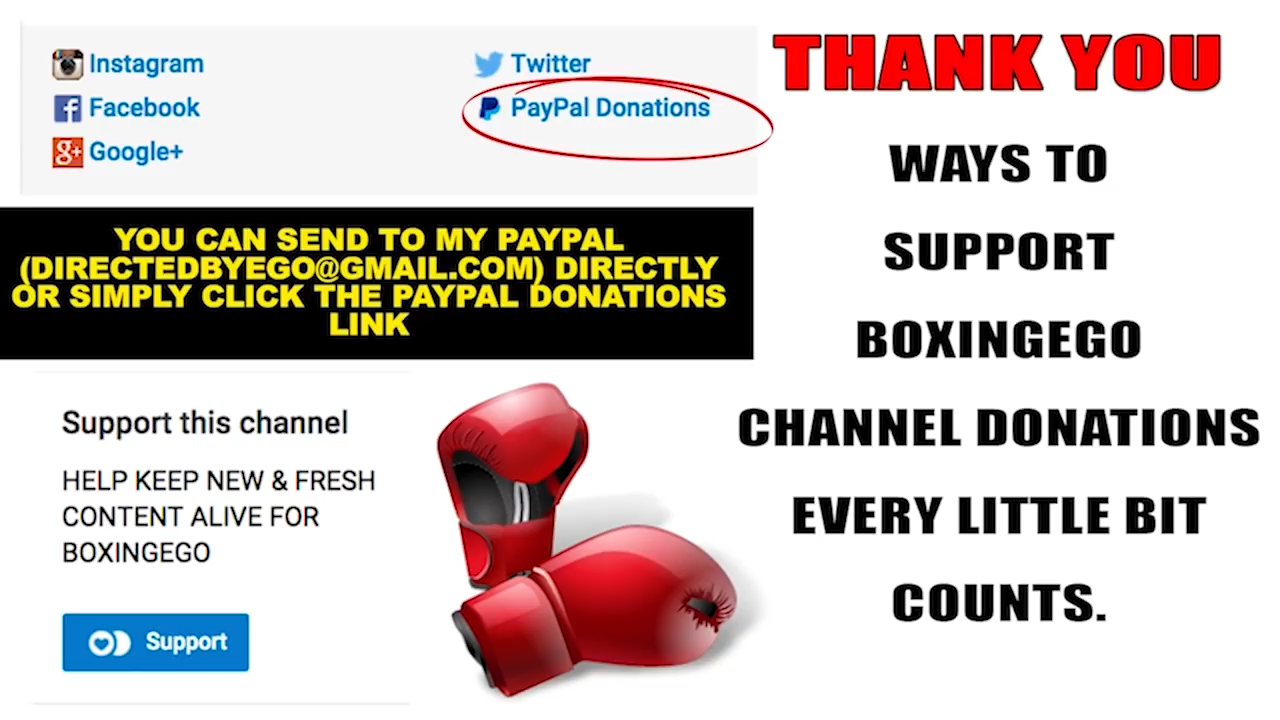 Instagram
Twitter
Facebook
PayPal Donations
Google+
YOU CAN SEND TO MY PAYPAL
(DIRECTEDBYEGO@GMAIL.COM) DIRECTLY
OR SIMPLY CLICK THE PAYPAL DONATIONS
LINK
Support this channel
HELP KEEP NEW & FRESH
CONTENT ALIVE FOR
BOXINGEGO
Support
THANK YOU
WAYS TO
SUPPORT
BOXINGEGO
CHANNEL DONATIONS
EVERY LITTLE BIT
COUNTS.